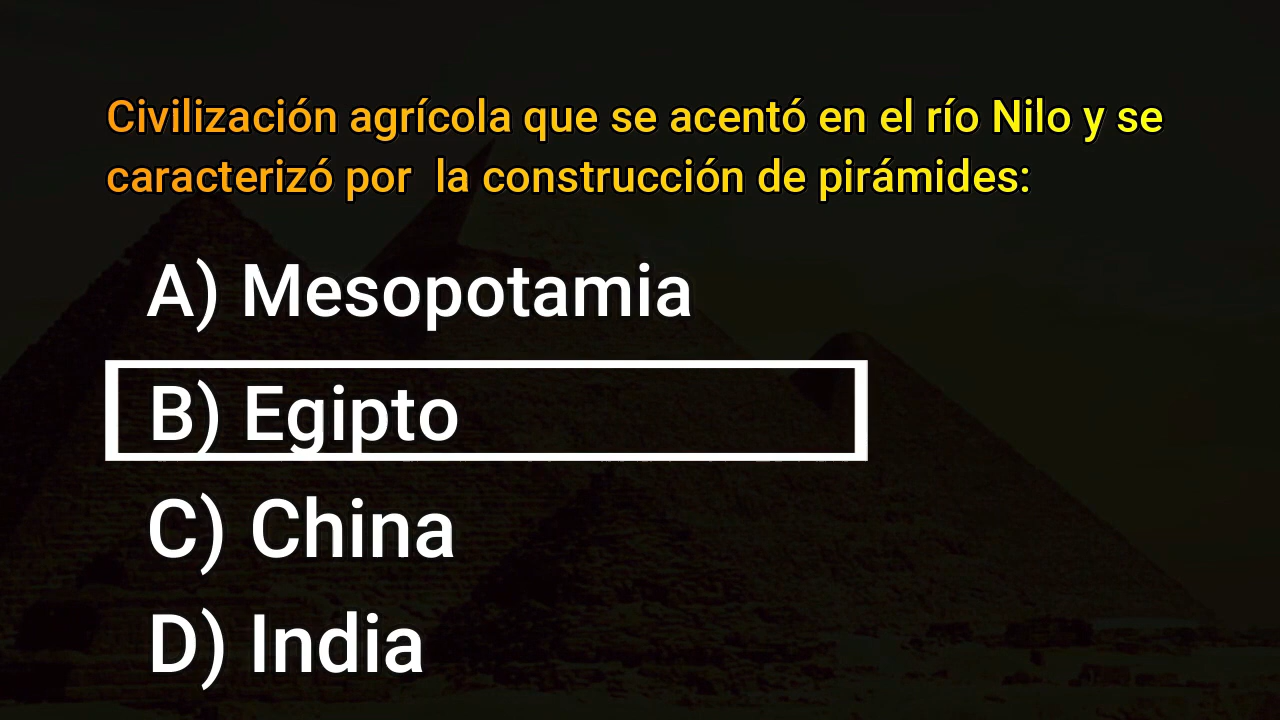 Civilización agrícola que se acentó en el río Nilo y se
caracterizó por  la construcción de pirámides:
A) Mesopotamia
B) Egipto
C) China
D) India